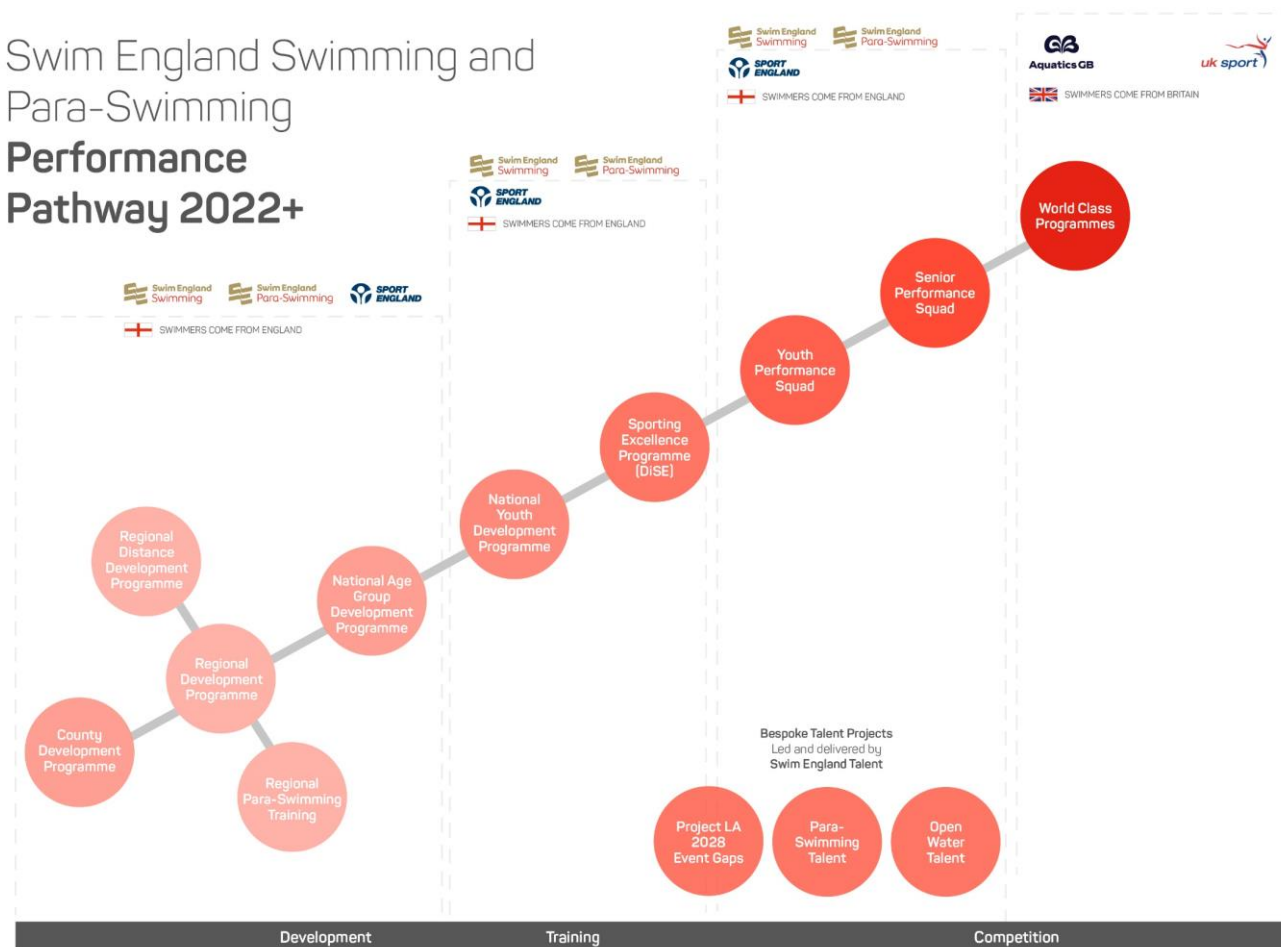 Swim England Swimming and
Para-Swimming
Performance
Pathway 2022+
Swim England
Swimming
Swim England
Para-Swimming
SPORT
ENGLAND
SWIMMERS COME FROM ENGLAND
Swim England
Swimming
Swim England
Para-Swimming
SPORT
ENGLAND
SWIMMERS COME FROM ENGLAND
Swim England
Swimming
Swim England
Para-Swimming
SPORT
ENGLAND
SWIMMERS COME FROM ENGLAND
GB
Aquatics GB
uk sport
SWIMMERS COME FROM BRITAIN
World Class
Programmes
Senior
Performance
Squad
Youth
Performance
Squad
Sporting
Excellence
Programme
(DiSE)
National
Youth
Development
Programme
National Age
Group
Development
Programme
Regional
Distance
Development
Programme
Regional
Development
Programme
County
Development
Programme
Regional
Para-Swimming
Training
Bespoke Talent Projects
Led and delivered by
Swim England Talent
Project LA
2028
Event Gaps
Para-
Swimming
Talent
Open
Water
Talent
Development
Training
Competition